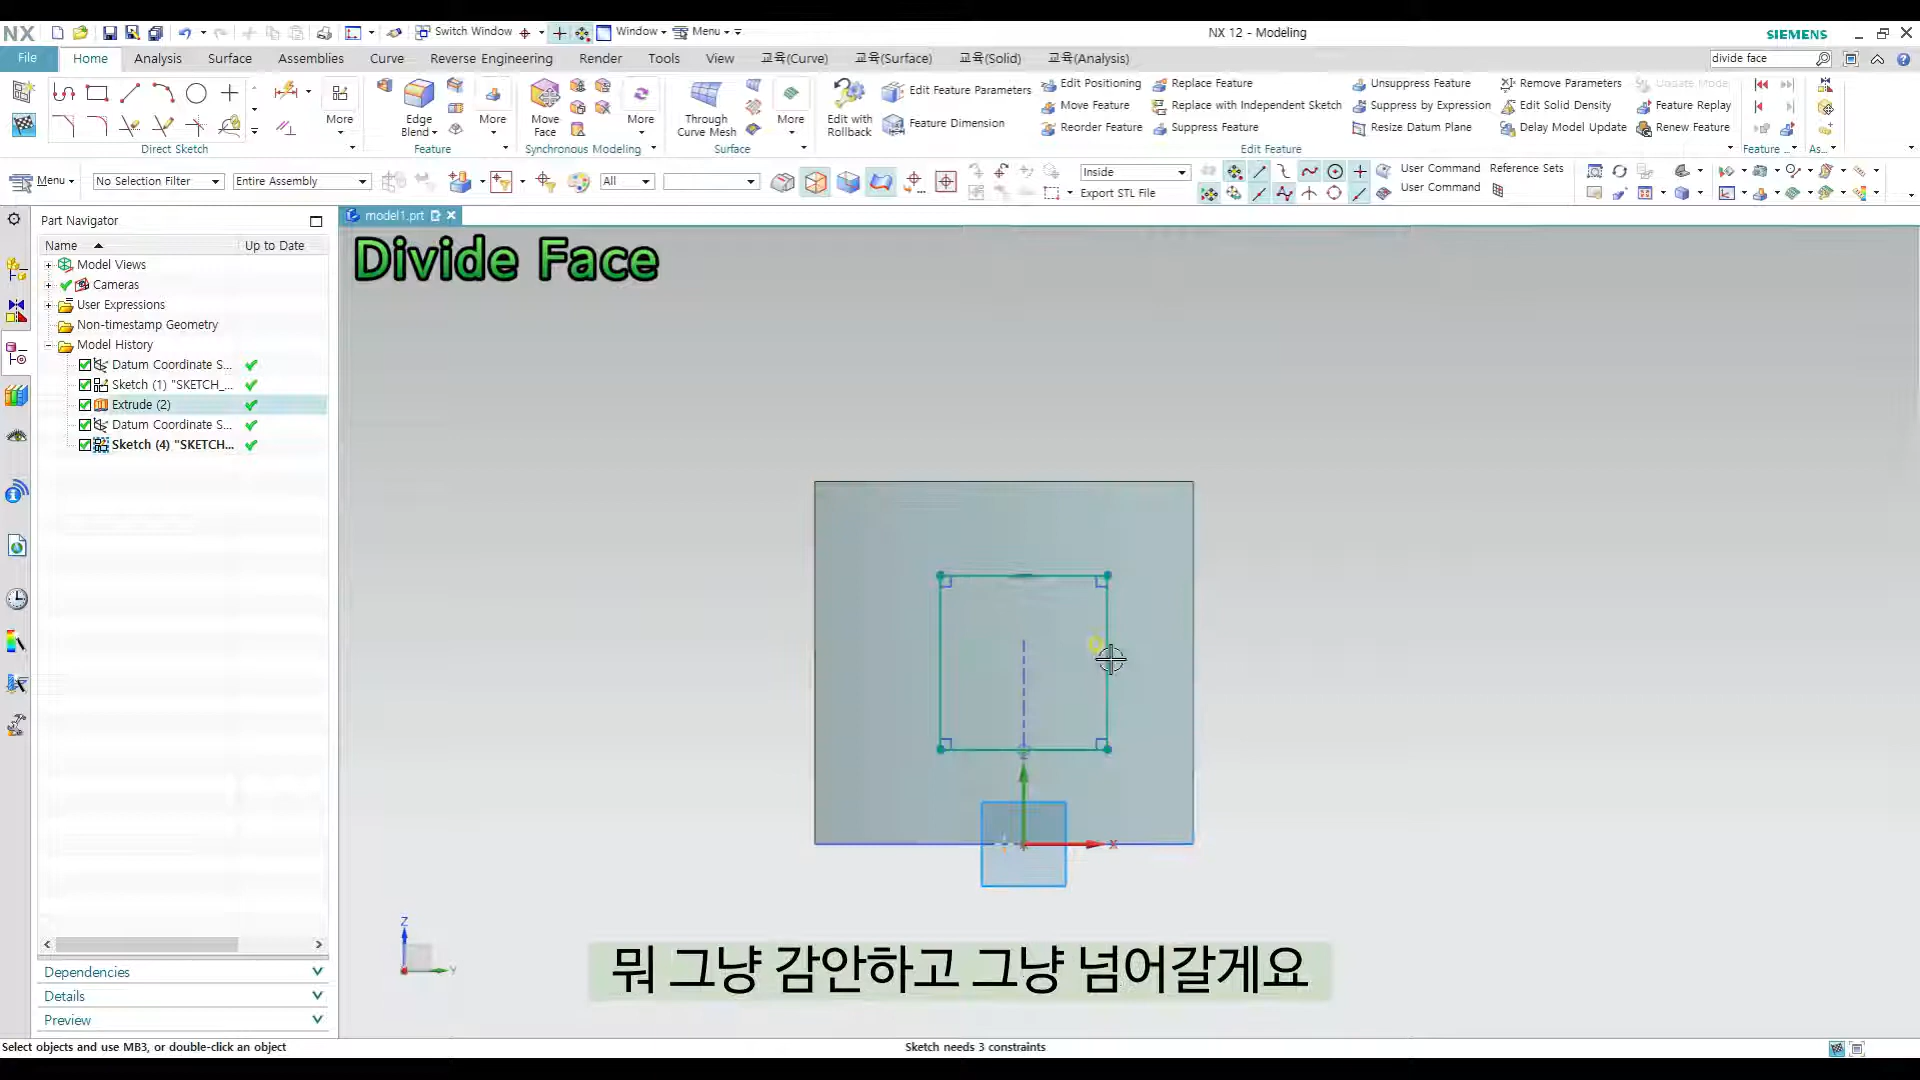 NX
Switch Window
Window
Menu
NX 12 - Modeling
SIEMENS
File
Home
Analysis
Surface
Assemblies
Curve
Reverse Engineering
Render
Tools
View
교육(Curve)
교육(Surface)
교육(Solid)
교육(Analysis)
divide face
More
Edge
Blend
More
Move
Face
More
Through
Curve Mesh
More
Edit with
Rollback
Edit Feature Parameters
Feature Dimension
Edit Positioning
Move Feature
Reorder Feature
Replace Feature
Replace with Independent Sketch
Suppress Feature
Unsuppress Feature
Suppress by Expression
Resize Datum Plane
Remove Parameters
Edit Solid Density
Delay Model Update
Update Model
Feature Replay
Renew Feature
Direct Sketch
Feature
Synchronous Modeling
Surface
Edit Feature
Feature ...
As...
Menu
No Selection Filter
Entire Assembly
All
Inside
Export STL File
User Command
User Command
Reference Sets
Part Navigator
model1.prt
Name
Up to Date
Model Views
Cameras
User Expressions
Non-timestamp Geometry
Model History
Datum Coordinate S...
Sketch (1) "SKETCH_...
Extrude (2)
Datum Coordinate S...
Sketch (4) "SKETCH...
Divide Face
X
Z
Y
뭐 그냥 감안하고 그냥 넘어갈게요
Dependencies
Details
Preview
Select objects and use MB3, or double-click an object
Sketch needs 3 constraints